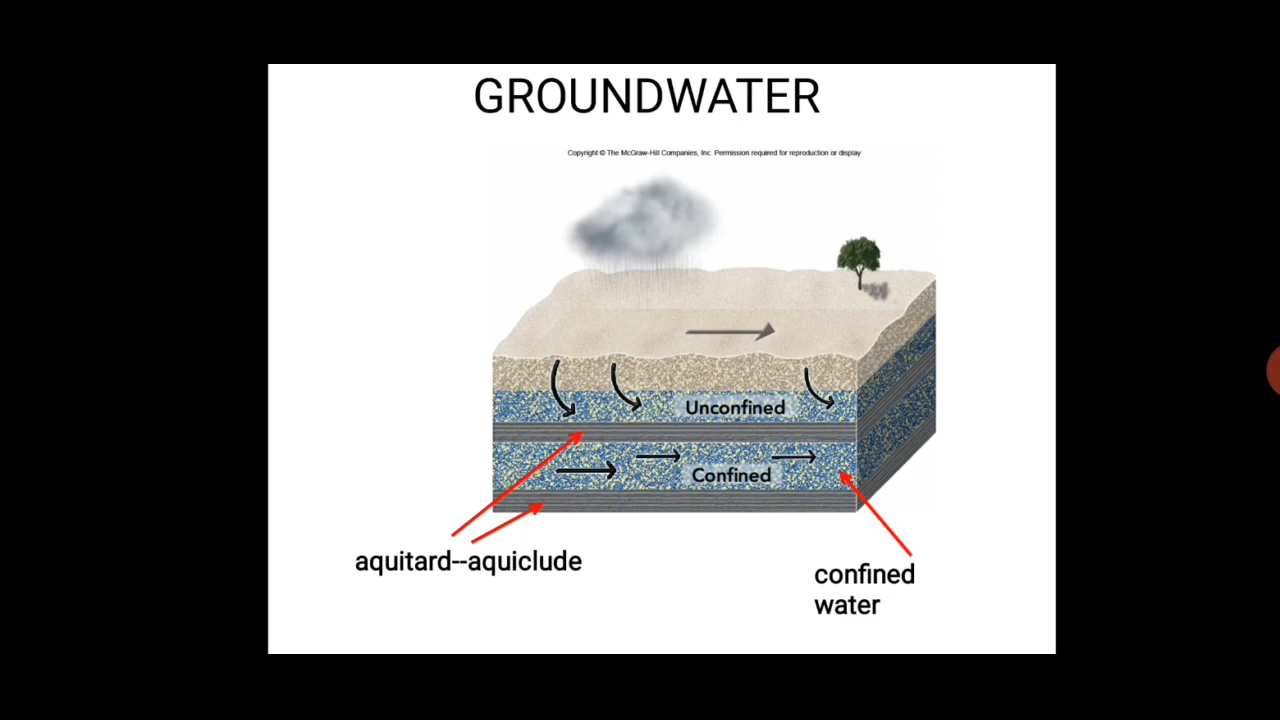 GROUNDWATER
Copyright © The McGraw-Hill Companies, Inc. Permission required for reproduction or display
Unconfined
Confined
aquitard--aquiclude
confined
water